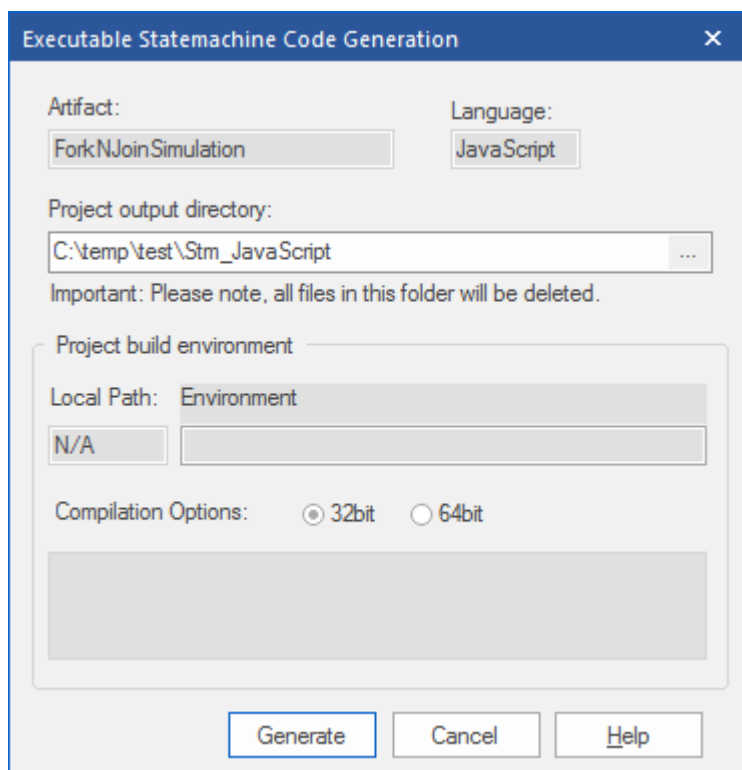 Executable Statemachine Code Generation
Artifact: Language:
ForkNJoinSimulation JavaScript
Project output directory:
C:\temp\test\Stm_JavaScript ...
Important: Please note, all files in this folder will be deleted.
Project build environment
Local Path: Environment
N/A
Compilation Options: 32bit 64bit
Generate Cancel Help